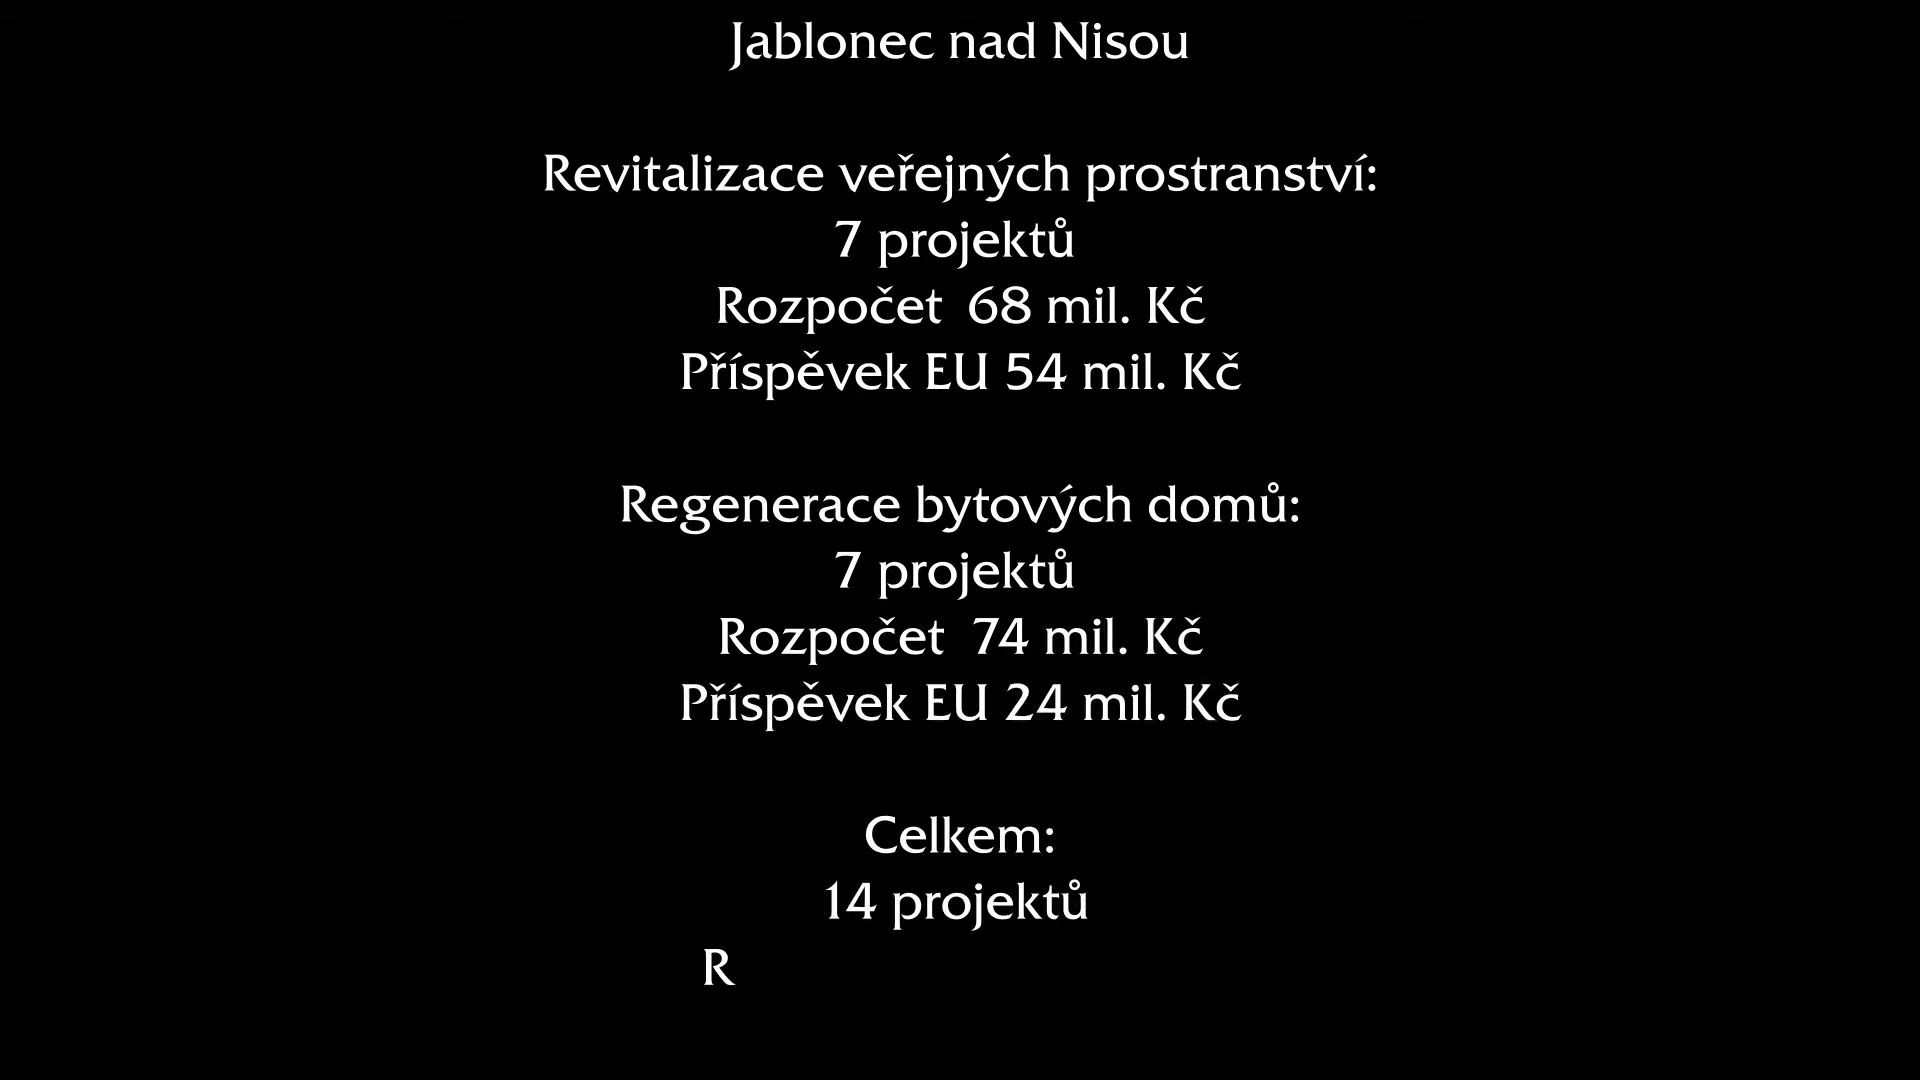 Jablonec nad Nisou
Revitalizace veřejných prostranství:
7 projektů
Rozpočet 68 mil. Kč
Příspěvek EU 54 mil. Kč
Regenerace bytových domů:
7 projektů
Rozpočet 74 mil. Kč
Příspěvek EU 24 mil. Kč
Celkem:
14 projektů
R